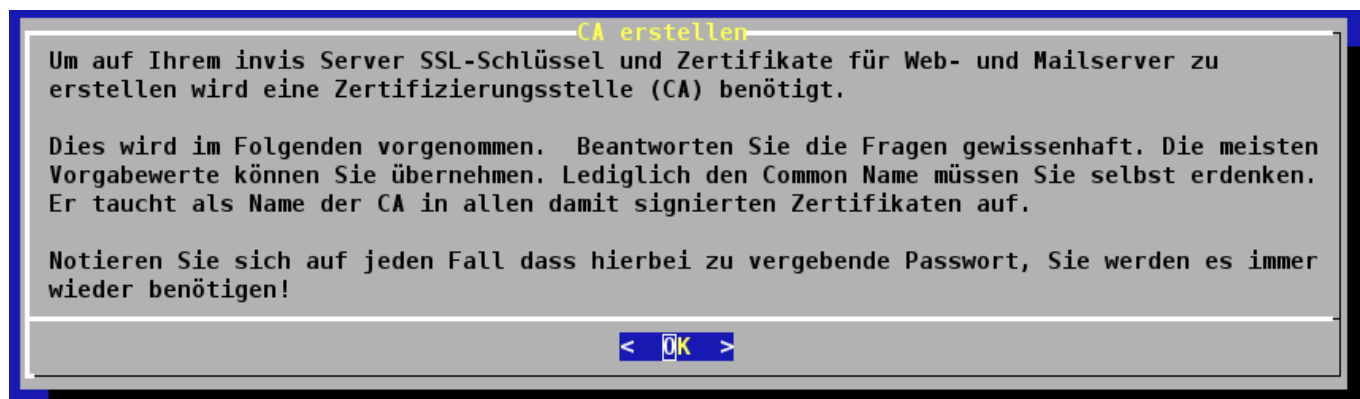 CA erstellen
Um auf Ihrem invis Server SSL-Schlüssel und Zertifikate für Web- und Mailserver zu
erstellen wird eine Zertifizierungsstelle (CA) benötigt.
Dies wird im Folgenden vorgenommen.  Beantworten Sie die Fragen gewissenhaft. Die meisten
Vorgabewerte können Sie übernehmen. Lediglich den Common Name müssen Sie selbst erdenken.
Er taucht als Name der CA in allen damit signierten Zertifikaten auf.
Notieren Sie sich auf jeden Fall dass hierbei zu vergebende Passwort, Sie werden es immer
wieder benötigen!
<  OK  >